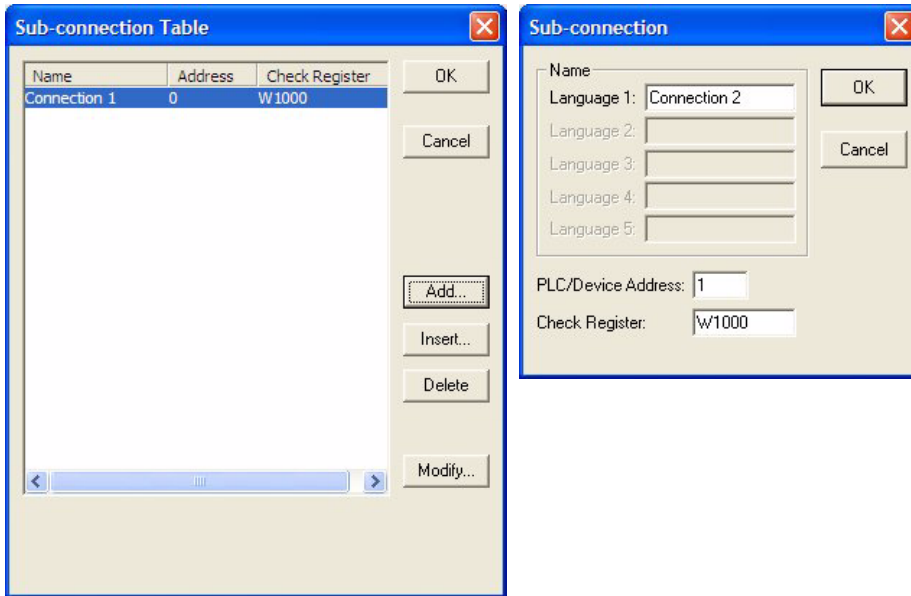 Sub-connection Table
Name Address Check Register
Connection 1 0 W1000
OK
Cancel
Add...
Insert...
Delete
Modify...
Sub-connection
Name
Language 1: Connection 2
Language 2:
Language 3:
Language 4:
Language 5:
OK
Cancel
PLC/Device Address: 1
Check Register: W1000